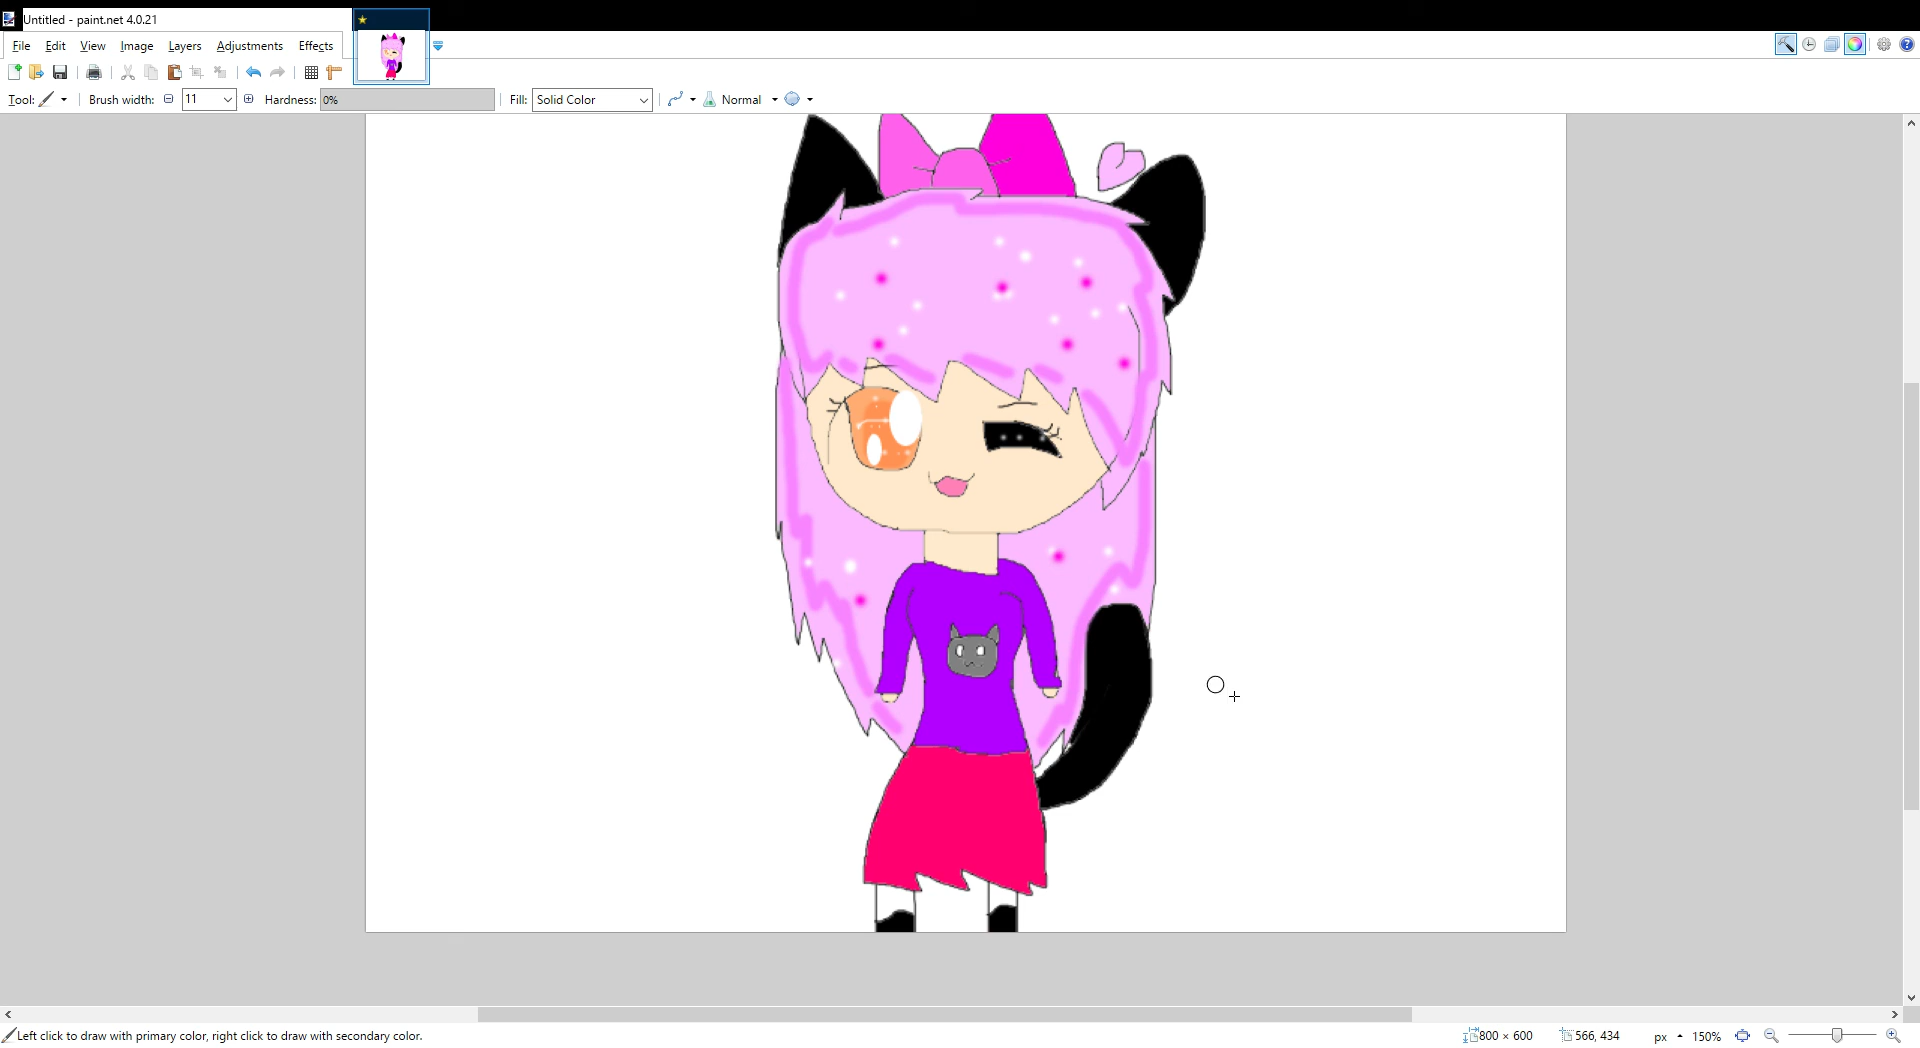 Untitled - paint.net 4.0.21
File Edit View Image Layers Adjustments Effects
Tool: Brush width: 11 Hardness: 0% Fill: Solid Color Normal
Left click to draw with primary color, right click to draw with secondary color. 800 × 600 566, 434 px 150%